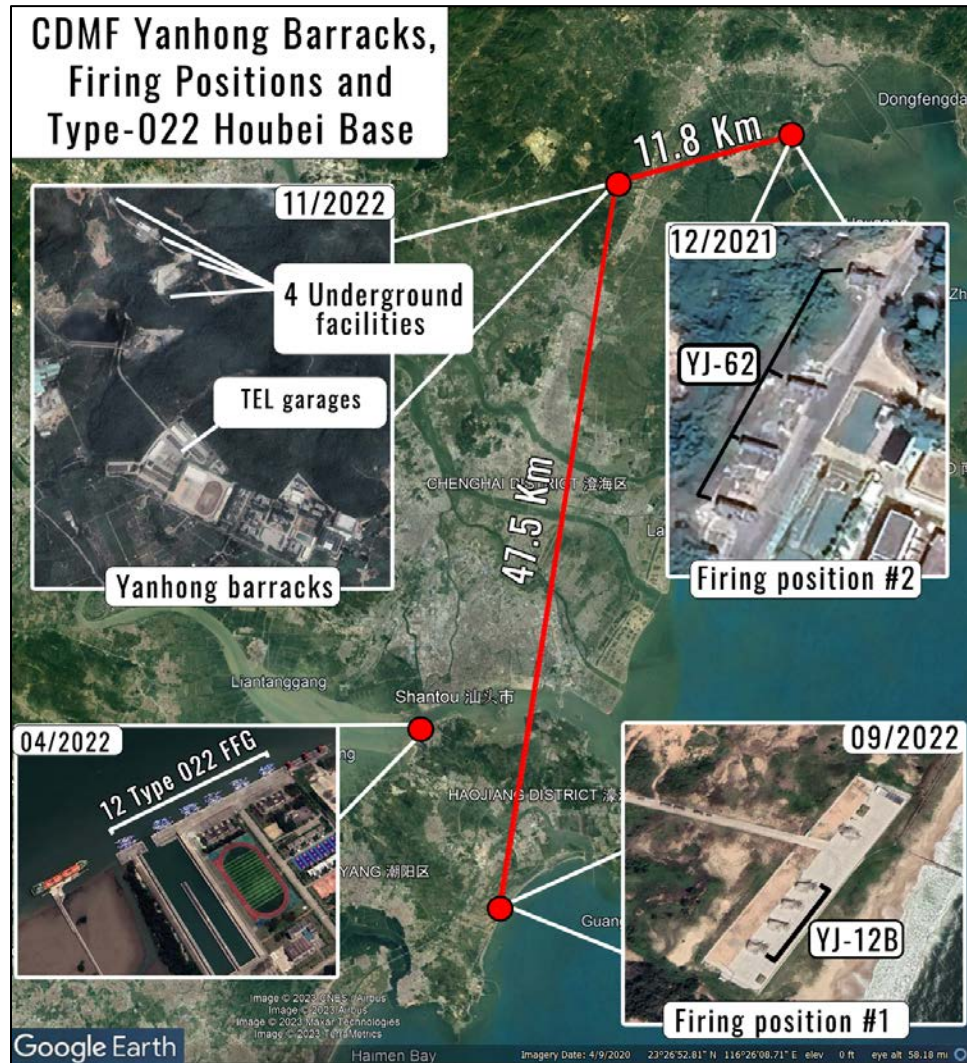 CDMF Yanhong Barracks,
Firing Positions and
Type-022 Houbei Base
Dongfengda
11.8 Km
11/2022
12/2021
4 Underground
facilities
YJ-62
TEL garages
CHENGHAI DISTRICT 澄海区
47.5 Km
Yanhong barracks
Firing position #2
Liantanggang
Shantou 汕头市
04/2022
12 Type 022 FFG
09/2022
HAOJIANG DISTRICT 濠
YANG 潮阳区
Guang
YJ-12B
Firing position #1
Image © 2023 CNES / Airbus
Image © 2023 Airbus
Image © 2023 Maxar Technologies
Image © 2023 TerraMetrics
Google Earth
Haimen Bay
Imagery Date: 4/9/2020 23°26'52.81" N 116°26'08.71" E elev 0 ft eye alt 58.18 mi